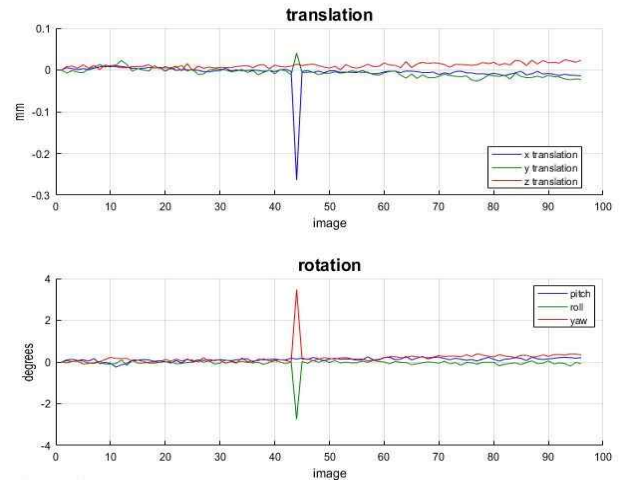 translation
0.1
0
-0.1
-0.2
-0.3
mm
x translation
y translation
z translation
0 10 20 30 40 50 60 70 80 90 100
image
rotation
4
2
0
-2
-4
degrees
pitch
roll
yaw
0 10 20 30 40 50 60 70 80 90 100
image